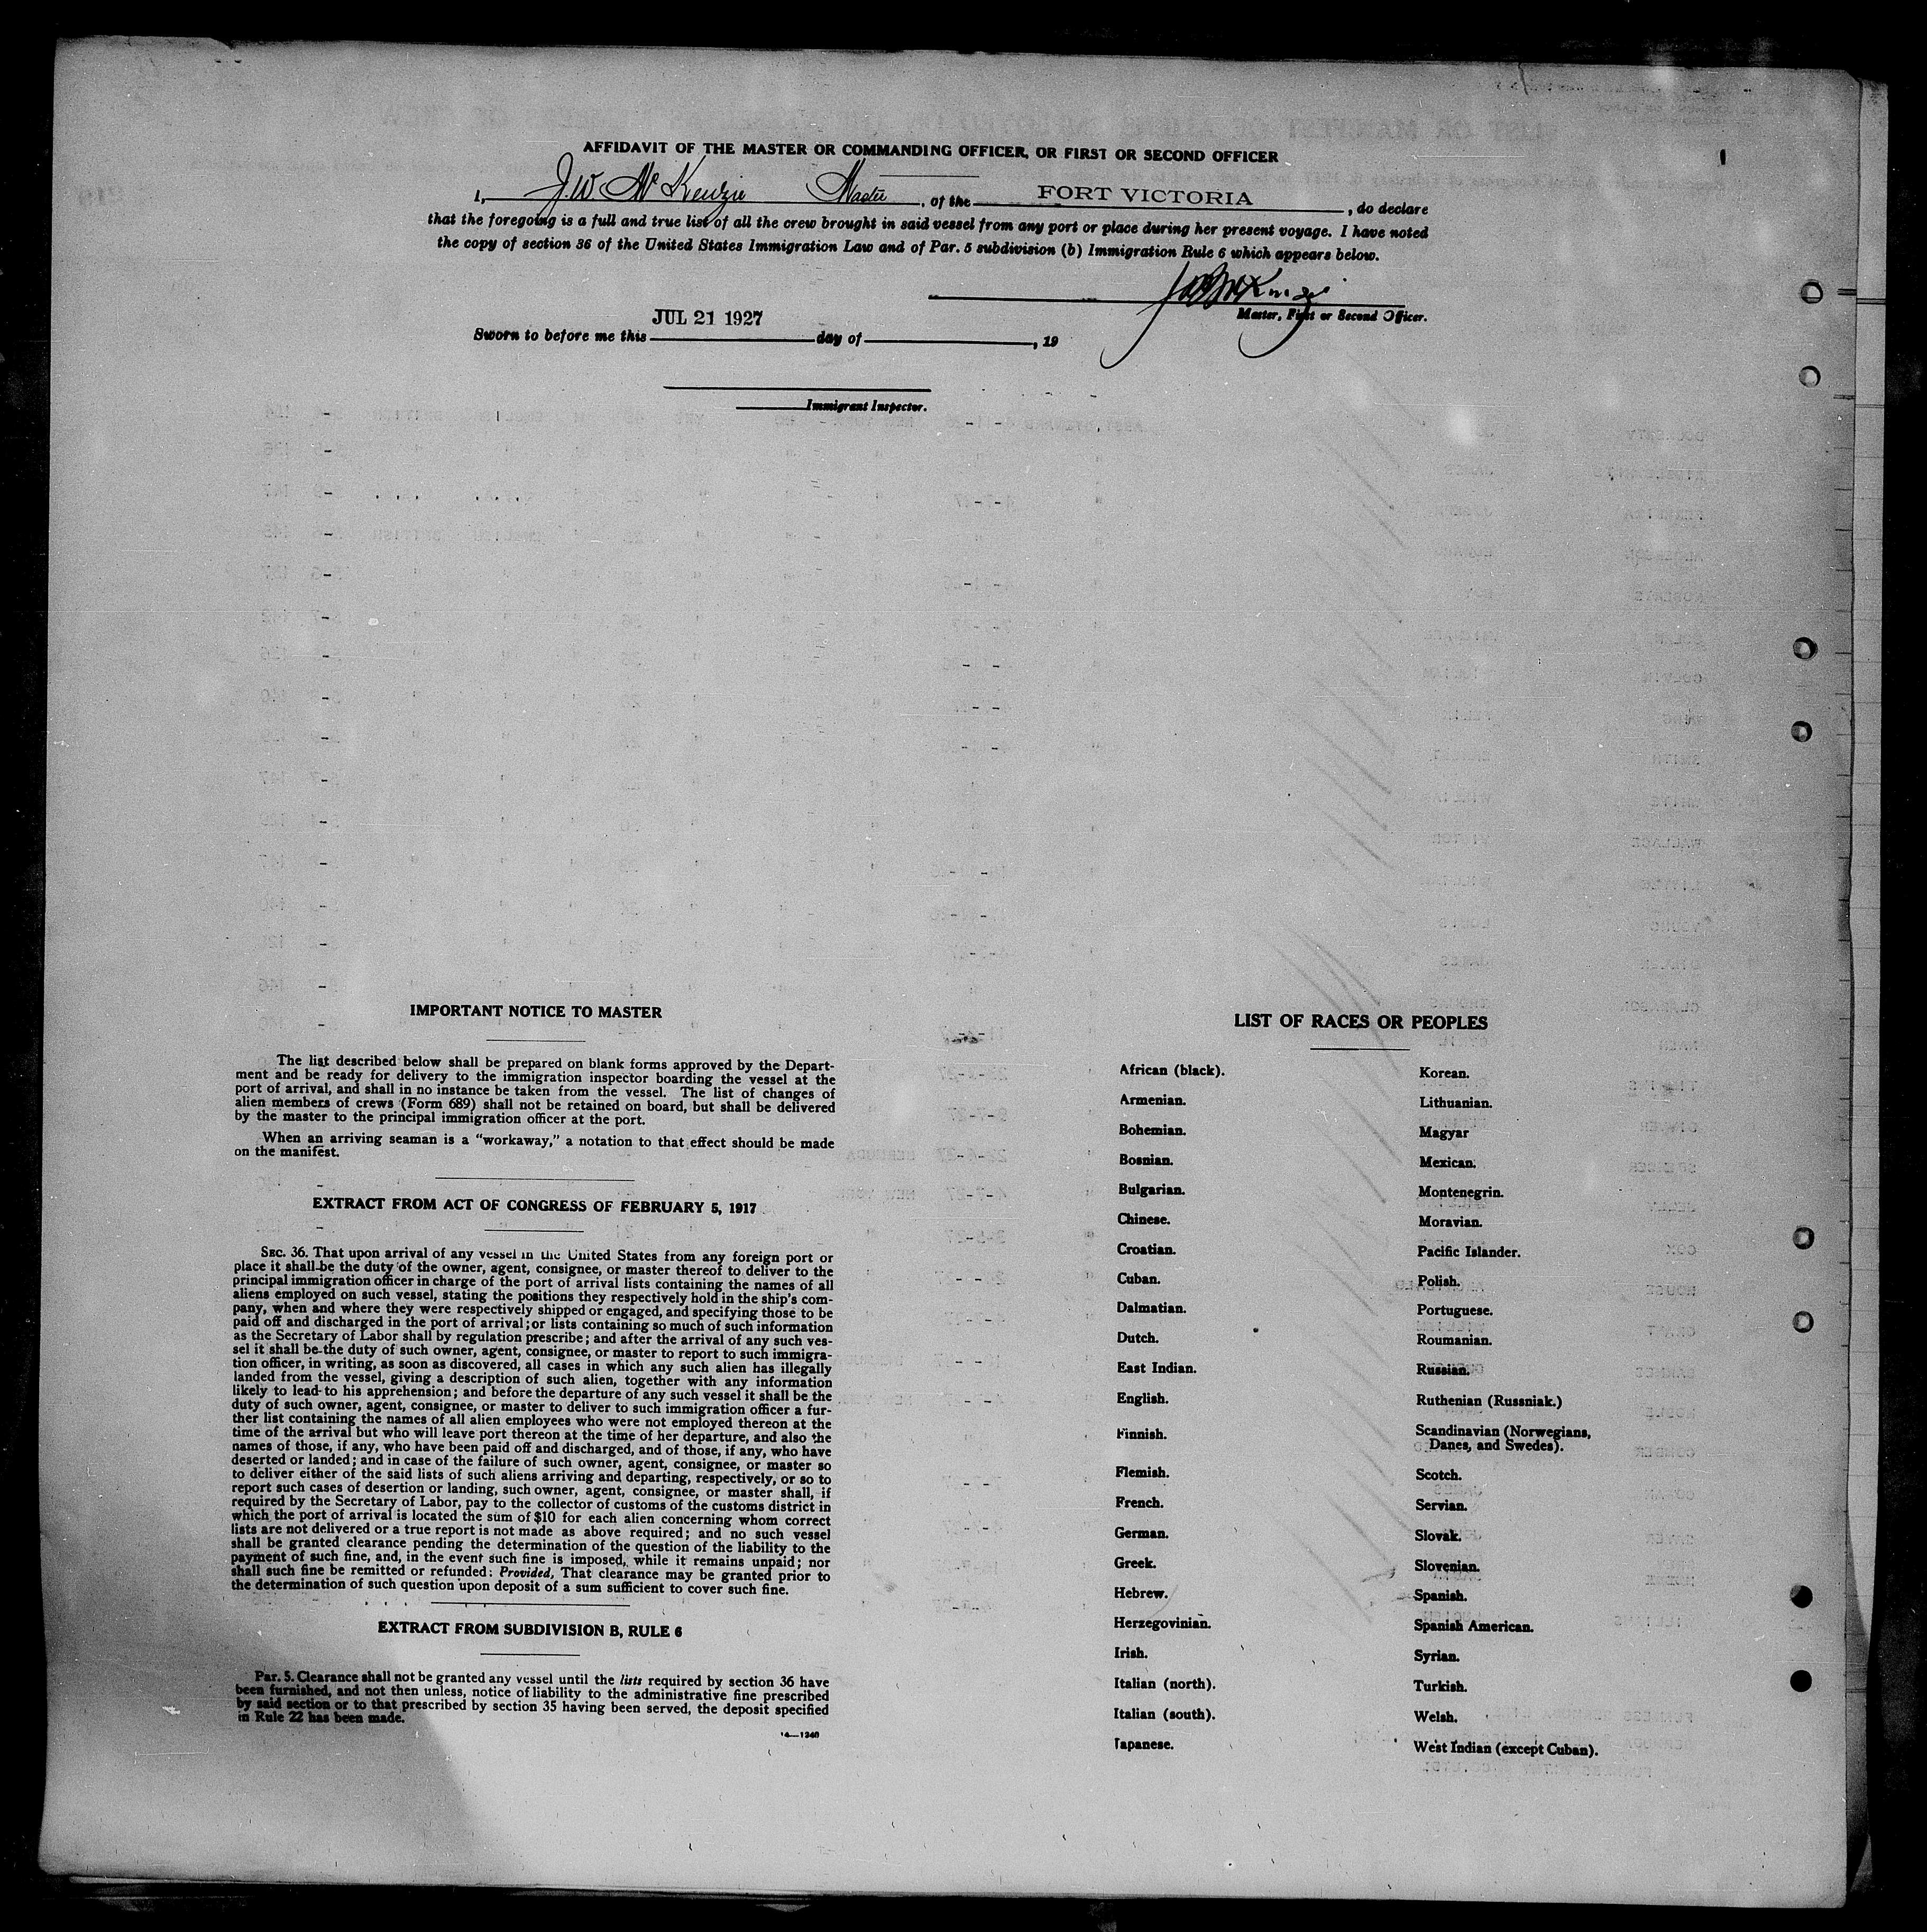 AFFIDAVIT OF THE MASTER OR COMMANDING OFFICER, OR FIRST OR SECOND OFFICER
I, J. W. McKenzie Master, of the FORT VICTORIA, do declare
that the foregoing is a full and true list of all the crew brought in said vessel from any port or place during her present voyage. I have noted
the copy of section 36 of the United States Immigration Law and of Par. 5 subdivision (b) Immigration Rule 6 which appears below.
J W McKenzie
Master, First or Second Officer.
JUL 21 1927
Sworn to before me this day of , 19
Immigrant Inspector.
IMPORTANT NOTICE TO MASTER
The list described below shall be prepared on blank forms approved by the Depart-
ment and be ready for delivery to the immigration inspector boarding the vessel at the
port of arrival, and shall in no instance be taken from the vessel. The list of changes of
alien members of crews (Form 689) shall not be retained on board, but shall be delivered
by the master to the principal immigration officer at the port.
When an arriving seaman is a "workaway," a notation to that effect should be made
on the manifest.
EXTRACT FROM ACT OF CONGRESS OF FEBRUARY 5, 1917
SEC. 36. That upon arrival of any vessel in the United States from any foreign port or
place it shall be the duty of the owner, agent, consignee, or master thereof to deliver to the
principal immigration officer in charge of the port of arrival lists containing the names of all
aliens employed on such vessel, stating the positions they respectively hold in the ship's com-
pany, when and where they were respectively shipped or engaged, and specifying those to be
paid off and discharged in the port of arrival; or lists containing so much of such information
as the Secretary of Labor shall by regulation prescribe; and after the arrival of any such ves-
sel it shall be the duty of such owner, agent, consignee, or master to report to such immigra-
tion officer, in writing, as soon as discovered, all cases in which any such alien has illegally
landed from the vessel, giving a description of such alien, together with any information
likely to lead to his apprehension; and before the departure of any such vessel it shall be the
duty of such owner, agent, consignee, or master to deliver to such immigration officer a fur-
ther list containing the names of all alien employees who were not employed thereon at the
time of the arrival but who will leave port thereon at the time of her departure, and also the
names of those, if any, who have been paid off and discharged, and of those, if any, who have
deserted or landed; and in case of the failure of such owner, agent, consignee, or master so
to deliver either of the said lists of such aliens arriving and departing, respectively, or so to
report such cases of desertion or landing, such owner, agent, consignee, or master shall, if
required by the Secretary of Labor, pay to the collector of customs of the customs district in
which the port of arrival is located the sum of $10 for each alien concerning whom correct
lists are not delivered or a true report is not made as above required; and no such vessel
shall be granted clearance pending the determination of the question of the liability to the
payment of such fine, and, in the event such fine is imposed, while it remains unpaid; nor
shall such fine be remitted or refunded: Provided, That clearance may be granted prior to
the determination of such question upon deposit of a sum sufficient to cover such fine.
EXTRACT FROM SUBDIVISION B, RULE 6
Par. 5. Clearance shall not be granted any vessel until the lists required by section 36 have
been furnished, and not then unless, notice of liability to the administrative fine prescribed
by said section or to that prescribed by section 35 having been served, the deposit specified
in Rule 22 has been made.
14—1240
LIST OF RACES OR PEOPLES
African (black).
Armenian.
Bohemian.
Bosnian.
Bulgarian.
Chinese.
Croatian.
Cuban.
Dalmatian.
Dutch.
East Indian.
English.
Finnish.
Flemish.
French.
German.
Greek.
Hebrew.
Herzegovinian.
Irish.
Italian (north).
Italian (south).
Japanese.
Korean.
Lithuanian.
Magyar
Mexican.
Montenegrin.
Moravian.
Pacific Islander.
Polish.
Portuguese.
Roumanian.
Russian.
Ruthenian (Russniak.)
Scandinavian (Norwegians,
Danes, and Swedes).
Scotch.
Servian.
Slovak.
Slovenian.
Spanish.
Spanish American.
Syrian.
Turkish.
Welsh.
West Indian (except Cuban).